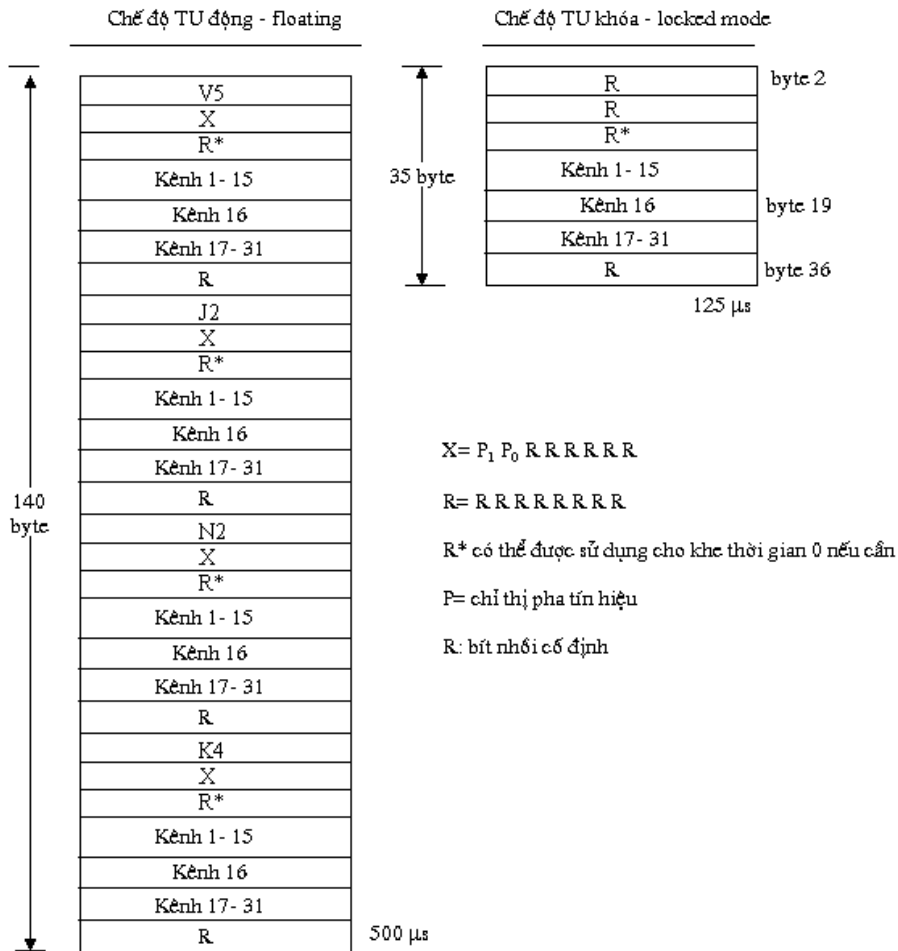 Chế độ TU động - floating
V5
X
R*
Kênh 1- 15
Kênh 16
Kênh 17- 31
R
J2
X
R*
Kênh 1- 15
Kênh 16
Kênh 17- 31
R
N2
X
R*
Kênh 1- 15
Kênh 16
Kênh 17- 31
R
K4
X
R*
Kênh 1- 15
Kênh 16
Kênh 17- 31
R
140
byte
500 µs
Chế độ TU khóa - locked mode
R
R
R*
Kênh 1- 15
Kênh 16
Kênh 17- 31
R
35 byte
byte 2
byte 19
byte 36
125 µs
X= P₁ P₀ R R R R R R
R= R R R R R R R R
R* có thể được sử dụng cho khe thời gian 0 nếu cần
P= chỉ thị pha tín hiệu
R: bít nhồi cố định